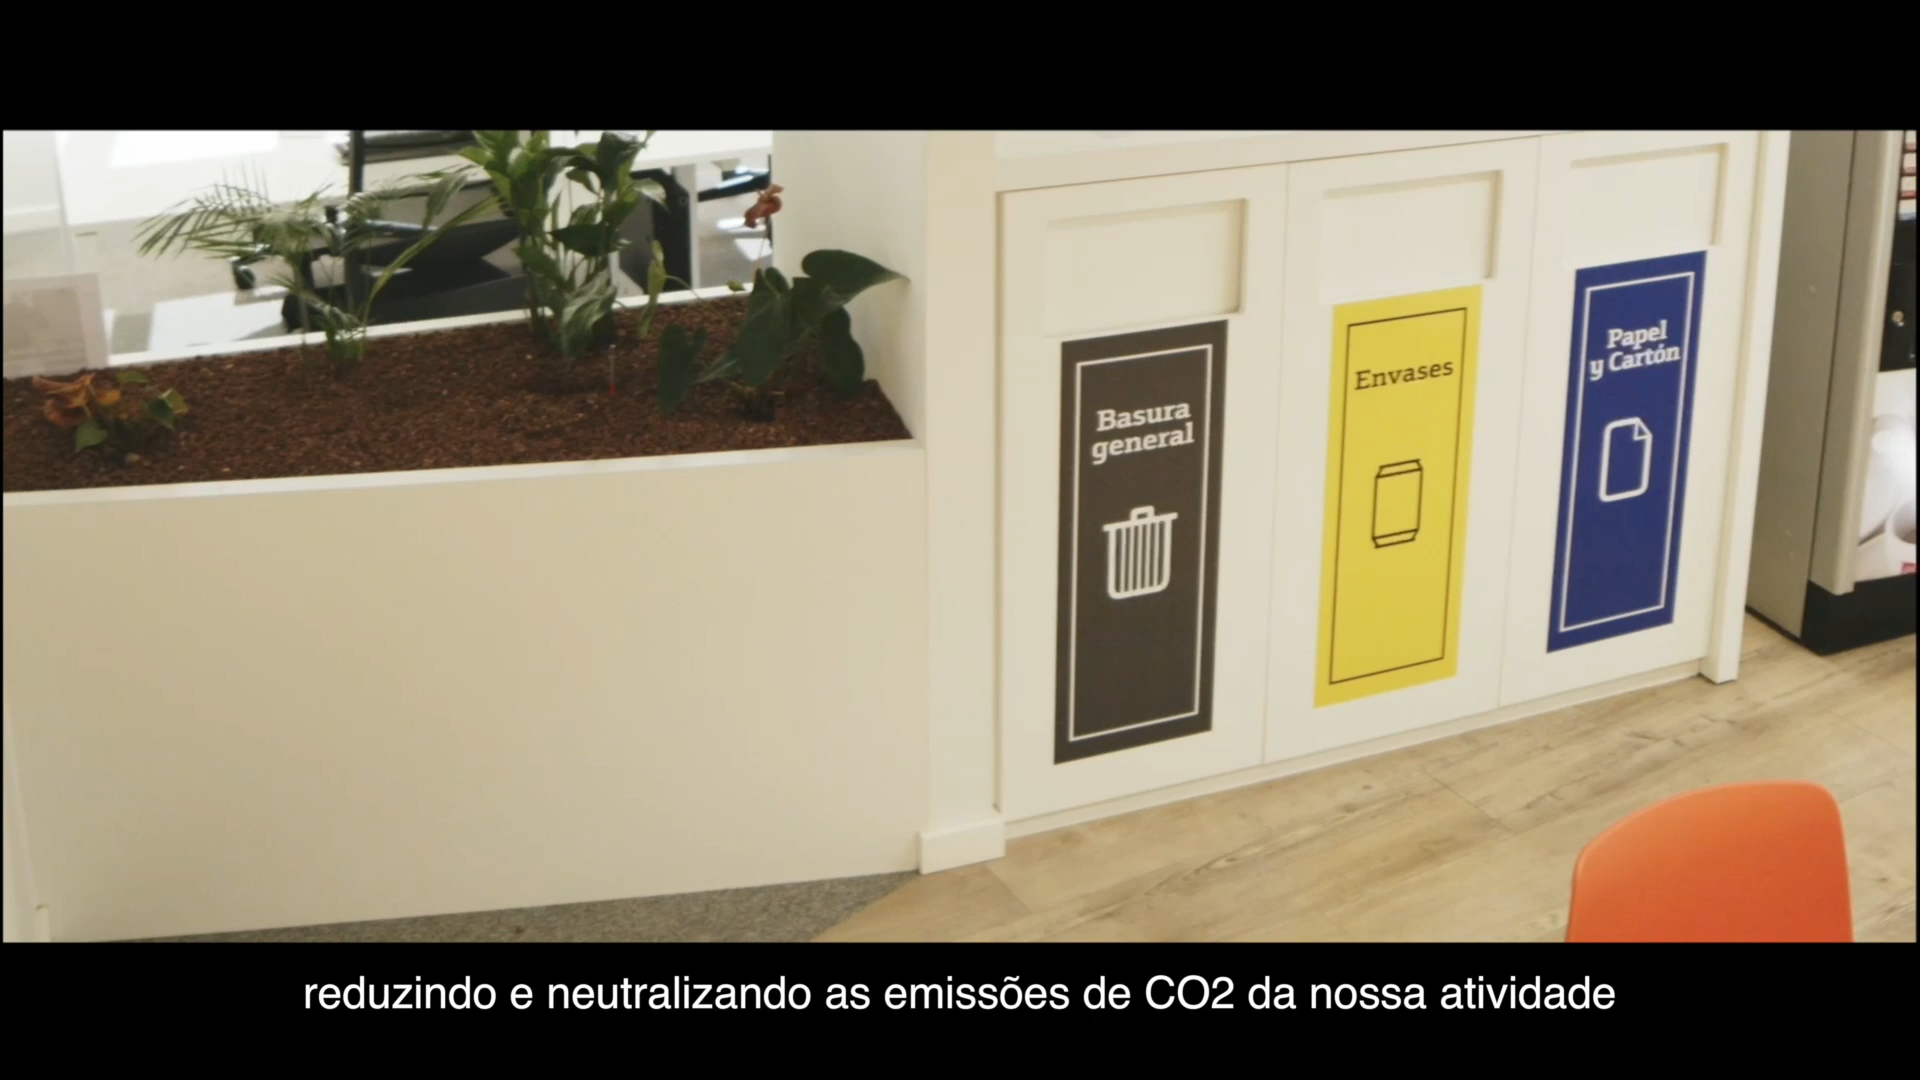 Basura
general
Envases
Papel
y Cartón
reduzindo e neutralizando as emissões de CO2 da nossa atividade